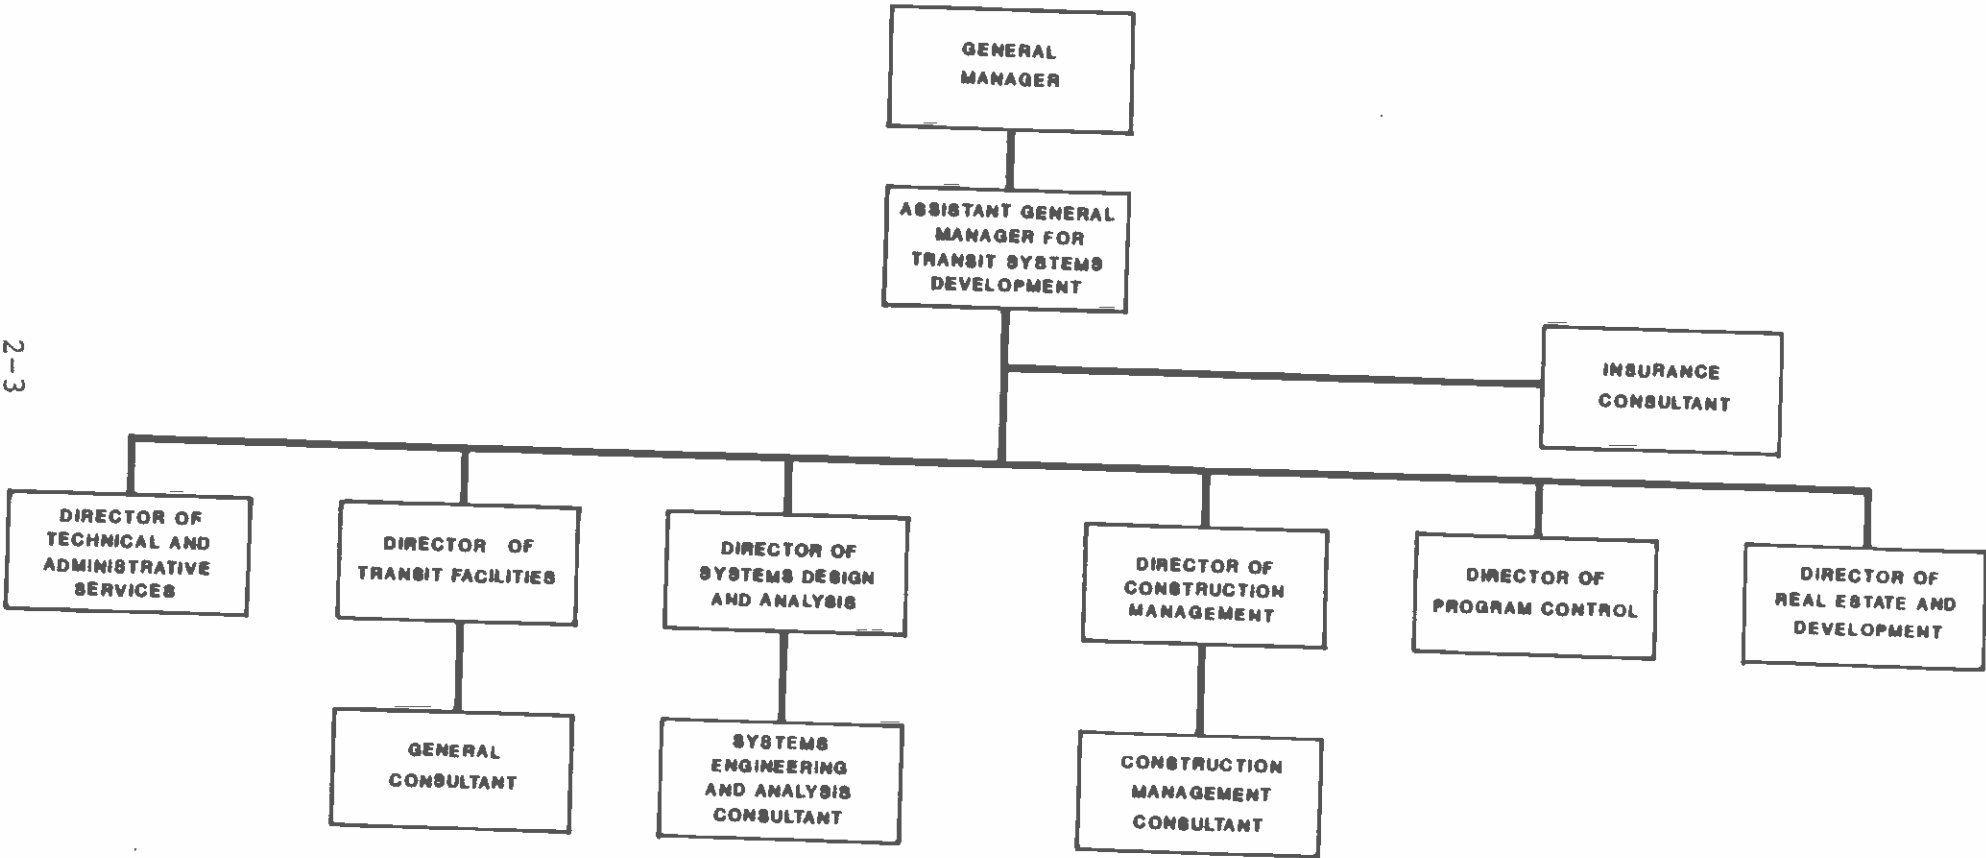 GENERAL
MANAGER
ASSISTANT GENERAL
MANAGER FOR
TRANSIT SYSTEMS
DEVELOPMENT
INSURANCE
CONSULTANT
2-3
DIRECTOR OF
TECHNICAL AND
ADMINISTRATIVE
SERVICES
DIRECTOR OF
TRANSIT FACILITIES
DIRECTOR OF
SYSTEMS DESIGN
AND ANALYSIS
DIRECTOR OF
CONSTRUCTION
MANAGEMENT
DIRECTOR OF
PROGRAM CONTROL
DIRECTOR OF
REAL ESTATE AND
DEVELOPMENT
GENERAL
CONSULTANT
SYSTEMS
ENGINEERING
AND ANALYSIS
CONSULTANT
CONSTRUCTION
MANAGEMENT
CONSULTANT